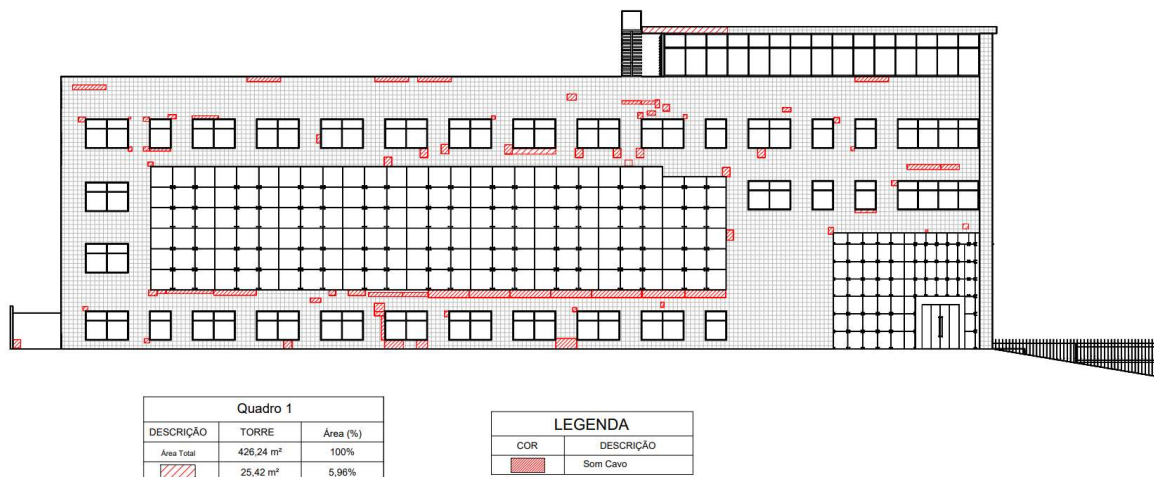 Quadro 1
DESCRIÇÃO TORRE Área (%)
Área Total 426,24 m² 100%
25,42 m² 5,96%
LEGENDA
COR DESCRIÇÃO
Som Cavo